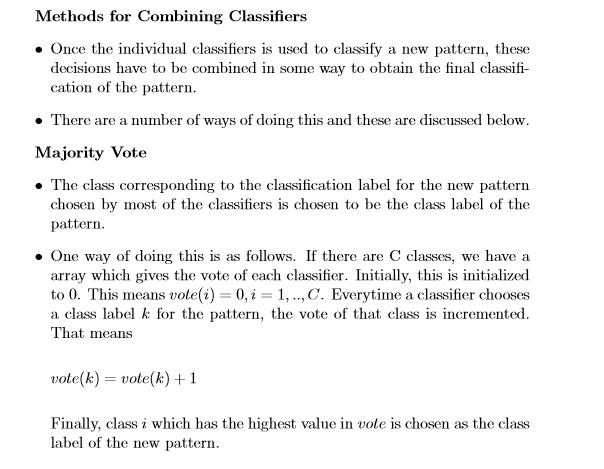 Methods for Combining Classifiers
• Once the individual classifiers is used to classify a new pattern, these
decisions have to be combined in some way to obtain the final classifi-
cation of the pattern.
• There are a number of ways of doing this and these are discussed below.
Majority Vote
• The class corresponding to the classification label for the new pattern
chosen by most of the classifiers is chosen to be the class label of the
pattern.
• One way of doing this is as follows. If there are C classes, we have a
array which gives the vote of each classifier. Initially, this is initialized
to 0. This means vote(i) = 0, i = 1, .., C. Everytime a classifier chooses
a class label k for the pattern, the vote of that class is incremented.
That means
vote(k) = vote(k) + 1
Finally, class i which has the highest value in vote is chosen as the class
label of the new pattern.